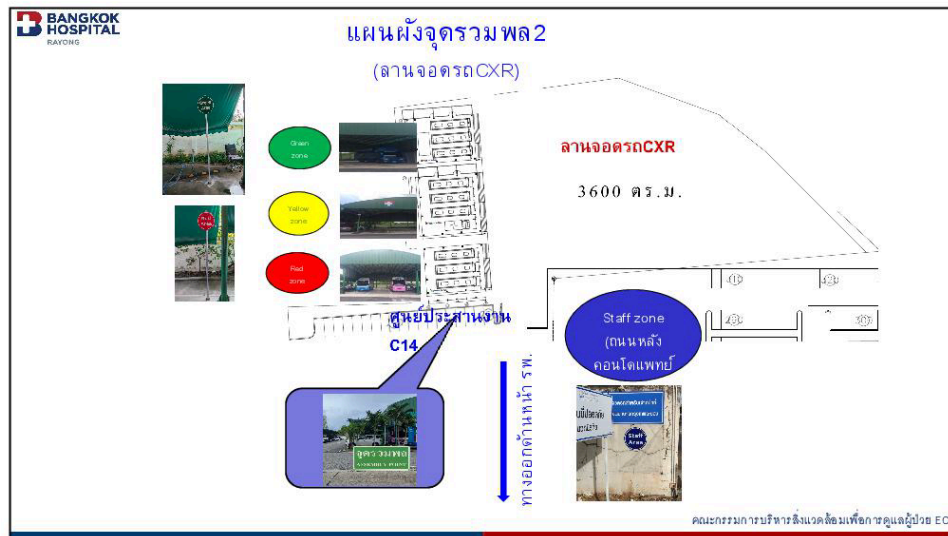 BANGKOK
HOSPITAL
RAYONG
แผนผังจุดรวมพล2
(ลานจอดรถCXR)
Green
zone
ลานจอดรถCXR
3600 ตร.ม.
Yellow
zone
Red
zone
ศูนย์ประสานงาน
C14
Staff zone
(ถนนหลัง
คอนโดแพทย์
ทางออกด้านหน้า รพ.
จุดรวมพล
ASSEMBLY POINT
Staff
Area
คณะกรรมการบริหารสิ่งแวดล้อมเพื่อการดูแลผู้ป่วย EC